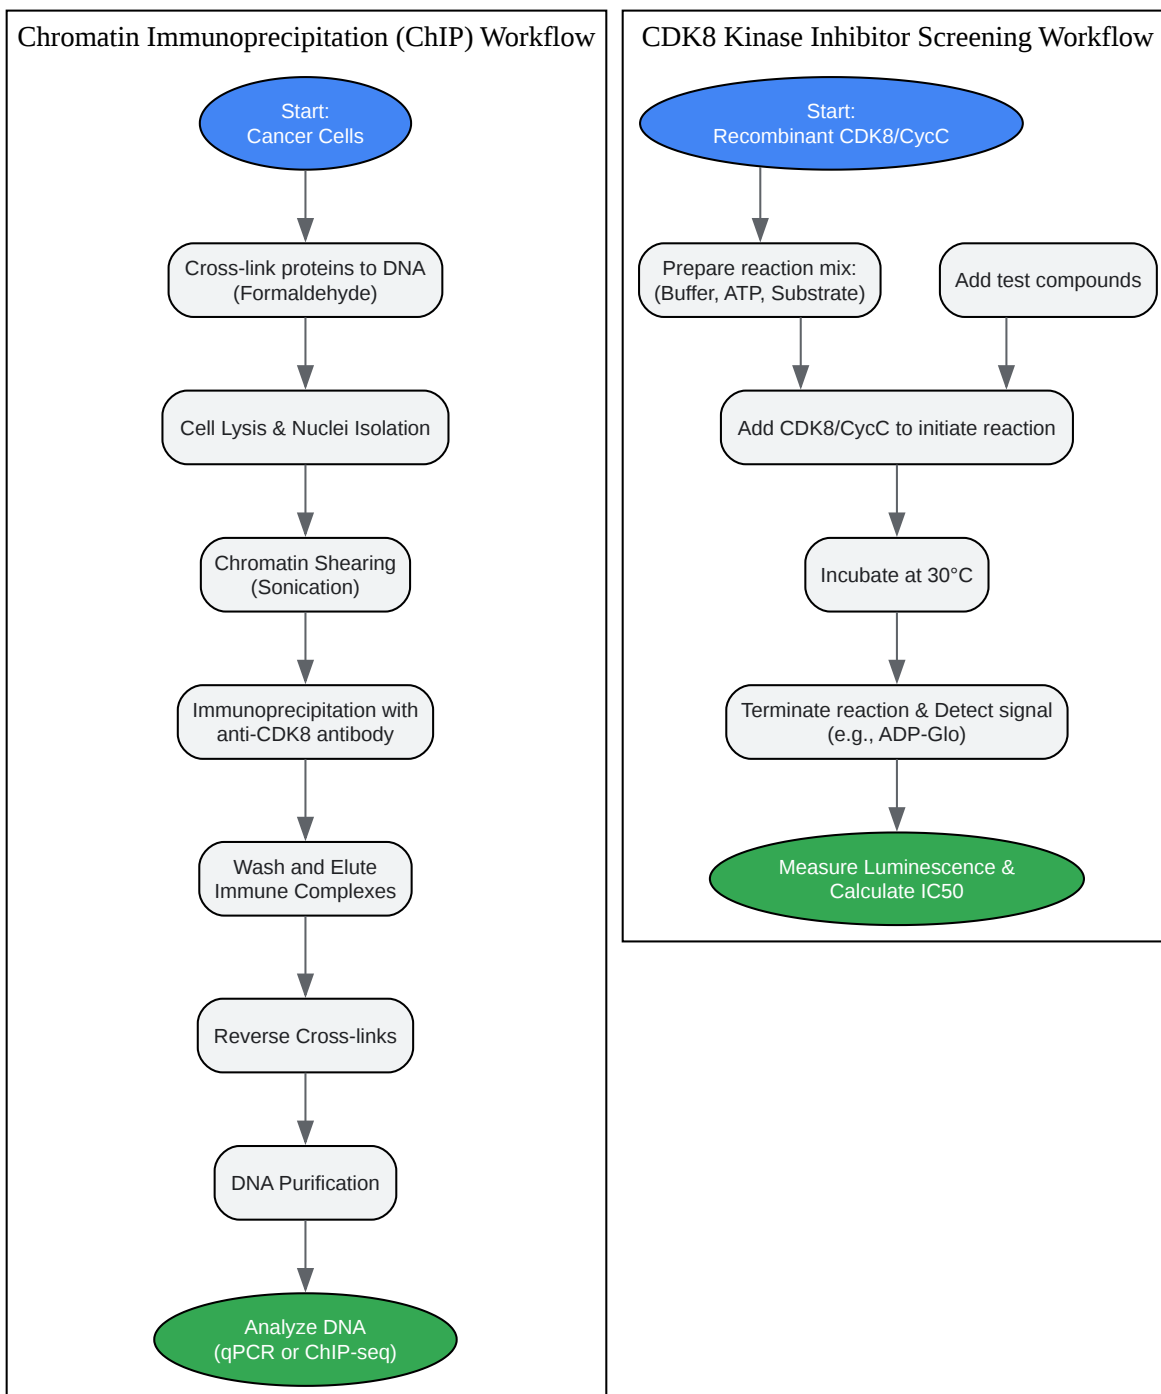 Chromatin Immunoprecipitation (ChIP) Workflow
Start:
Cancer Cells
Cross-link proteins to DNA
(Formaldehyde)
Cell Lysis & Nuclei Isolation
Chromatin Shearing
(Sonication)
Immunoprecipitation with
anti-CDK8 antibody
Wash and Elute
Immune Complexes
Reverse Cross-links
DNA Purification
Analyze DNA
(qPCR or ChIP-seq)
CDK8 Kinase Inhibitor Screening Workflow
Start:
Recombinant CDK8/CycC
Prepare reaction mix:
(Buffer, ATP, Substrate)
Add test compounds
Add CDK8/CycC to initiate reaction
Incubate at 30°C
Terminate reaction & Detect signal
(e.g., ADP-Glo)
Measure Luminescence &
Calculate IC50